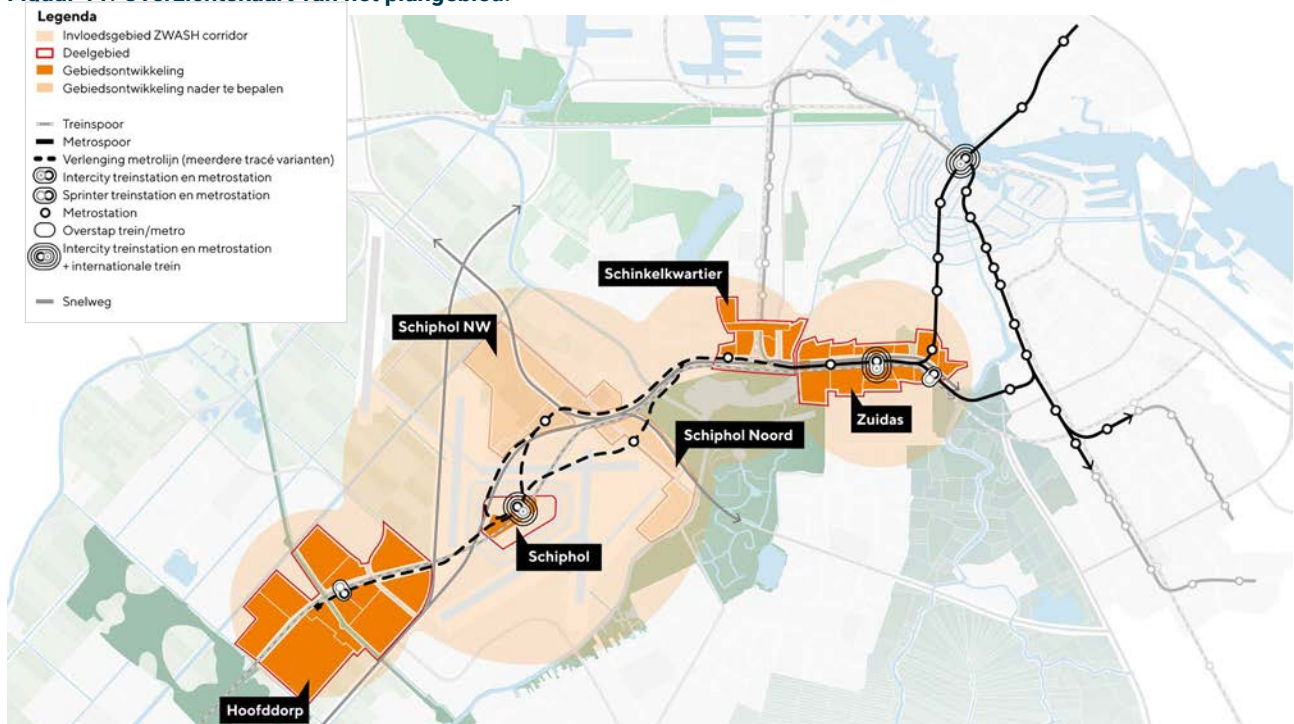 Legenda
Invloedsgebied ZWASH corridor
Deelgebied
Gebiedsontwikkeling
Gebiedsontwikkeling nader te bepalen
Treinspoor
Metrospoor
Verlenging metrolijn (meerdere tracé varianten)
Intercity treinstation en metrostation
Sprinter treinstation en metrostation
Metrostation
Overstap trein/metro
Intercity treinstation en metrostation
+ internationale trein
Snelweg
Schinkelkwartier
Schiphol NW
Zuidas
Schiphol Noord
Schiphol
Hoofddorp